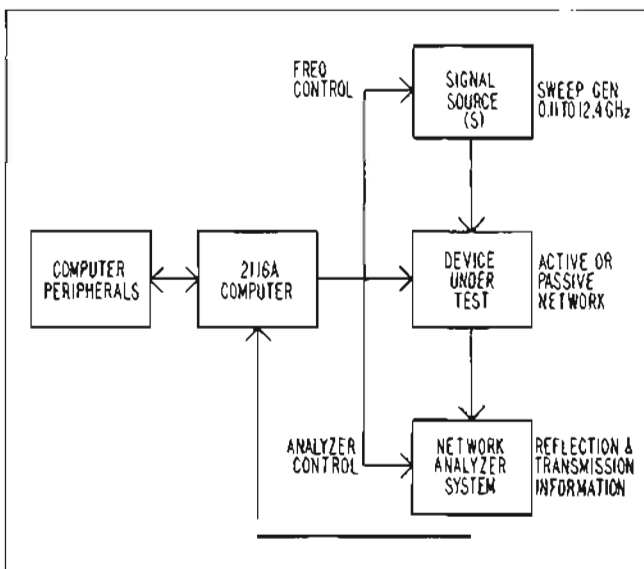 FREQ
CONTROL
SIGNAL
SOURCE
(S)
SWEEP GEN
0.11 TO 12.4 GHz
COMPUTER
PERIPHERALS
2116A
COMPUTER
DEVICE
UNDER
TEST
ACTIVE OR
PASSIVE
NETWORK
ANALYZER
CONTROL
NETWORK
ANALYZER
SYSTEM
REFLECTION &
TRANSMISSION
INFORMATION